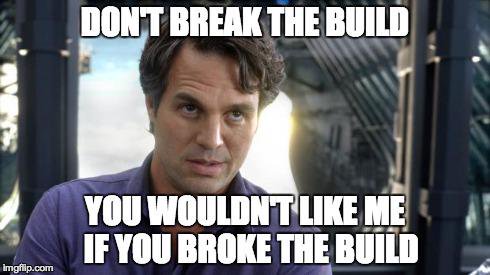 DON'T BREAK THE BUILD
YOU WOULDN'T LIKE ME
IF YOU BROKE THE BUILD
imgflip.com